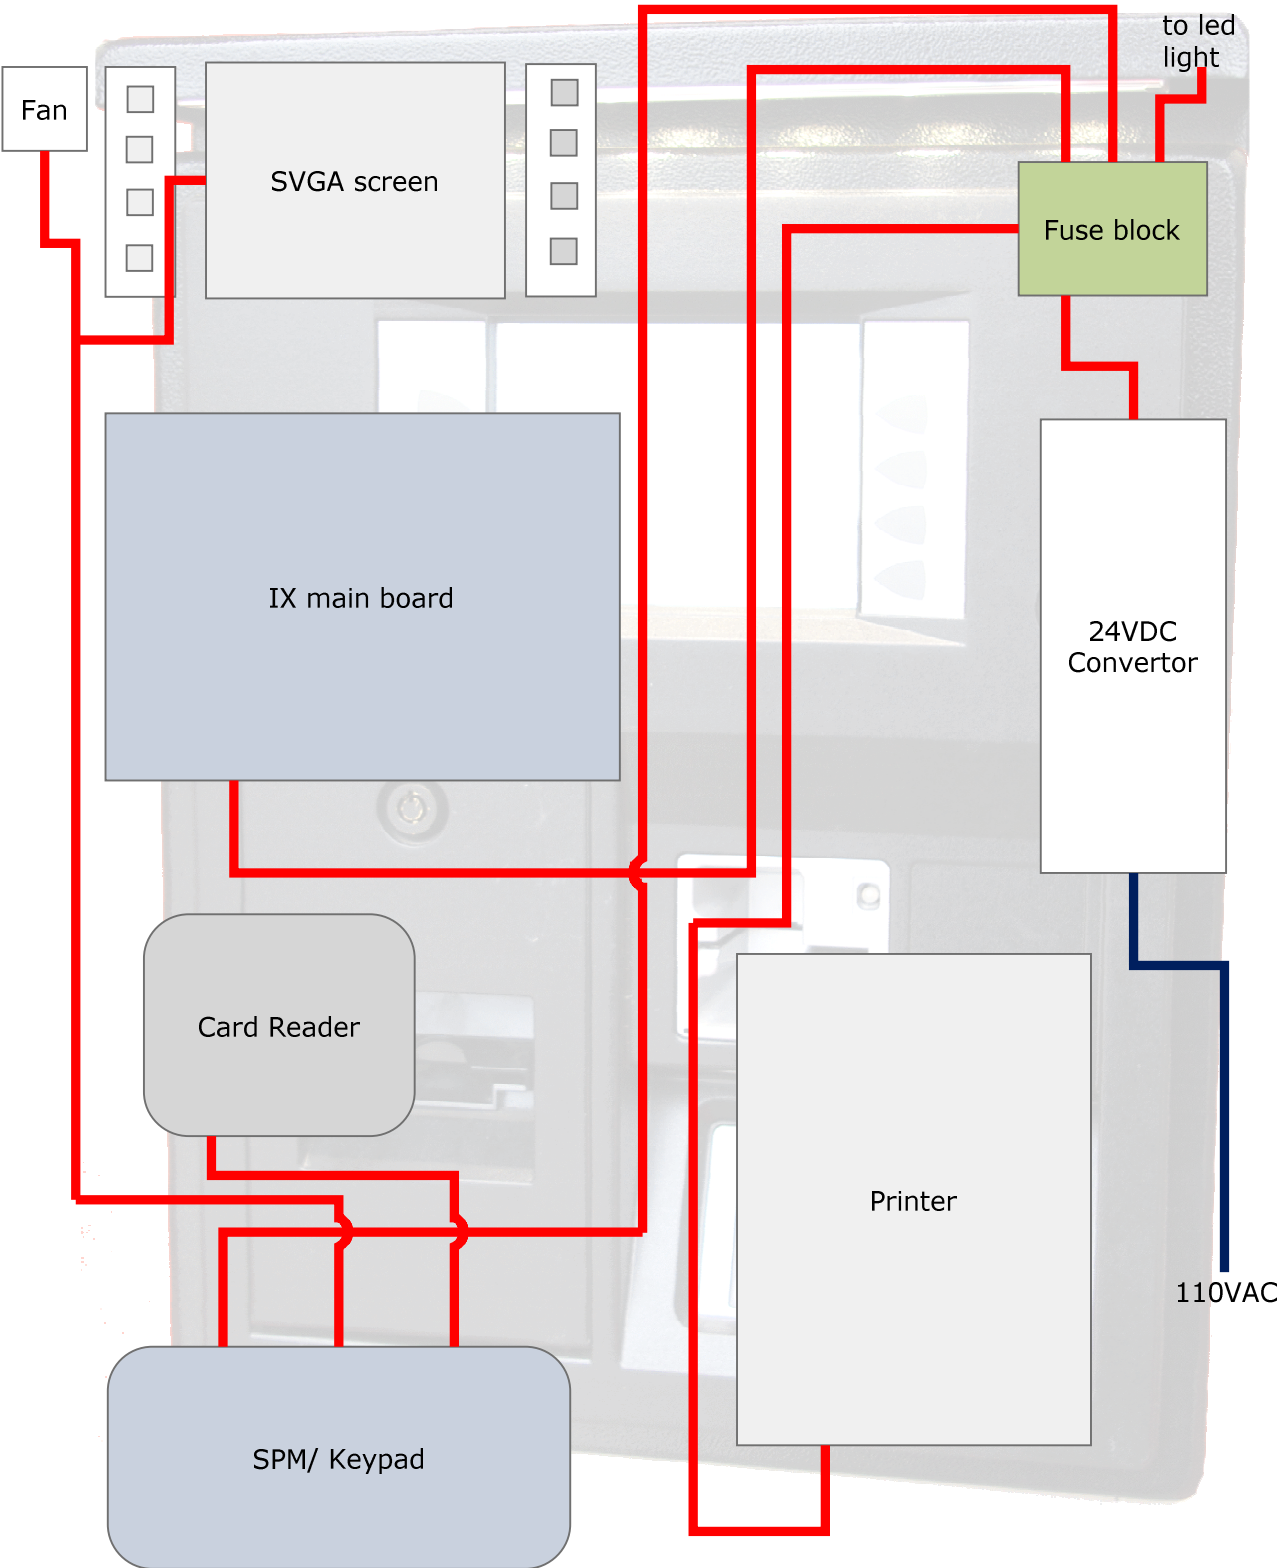 to led
light
Fan
SVGA screen
Fuse block
IX main board
24VDC
Convertor
Card Reader
Printer
110VAC
SPM/ Keypad